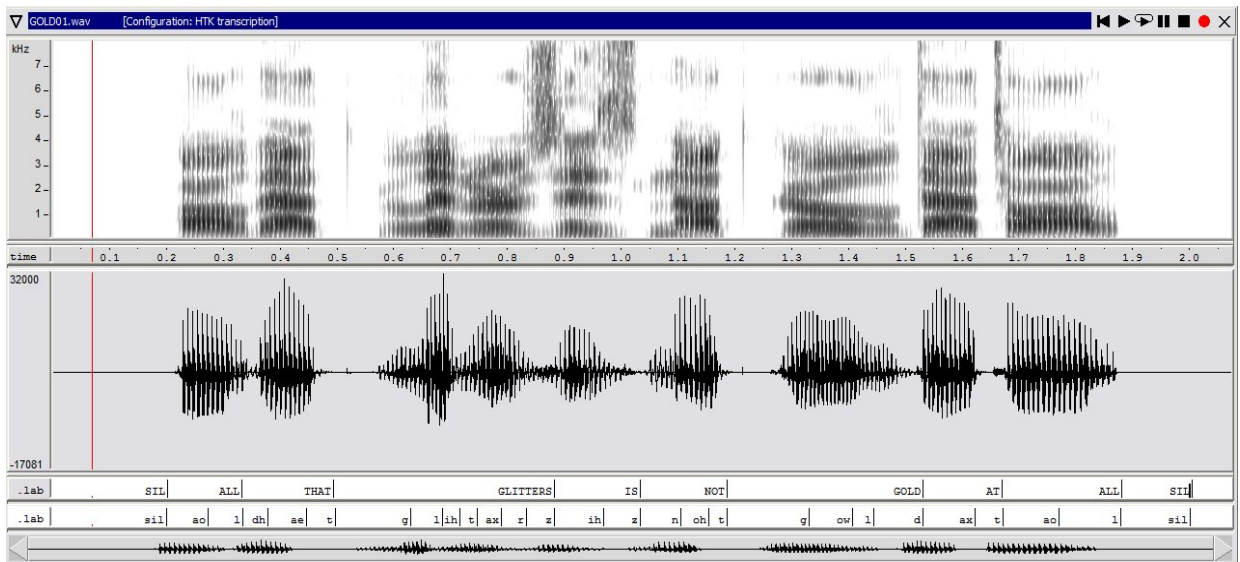 GOLD01.wav [Configuration: HTK transcription]
kHz
7
6
5
4
3
2
1
time 0.1 0.2 0.3 0.4 0.5 0.6 0.7 0.8 0.9 1.0 1.1 1.2 1.3 1.4 1.5 1.6 1.7 1.8 1.9 2.0
32000
-17081
.lab SIL ALL THAT GLITTERS IS NOT GOLD AT ALL SIL
.lab sil ao l dh ae t g l ih t ax r z ih z n oh t g ow l d ax t ao l sil